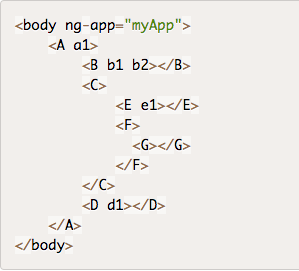 <body ng-app="myApp">
    <A a1>
        <B b1 b2></B>
        <C>
            <E e1></E>
            <F>
              <G></G>
            </F>
        </C>
        <D d1></D>
    </A>
</body>